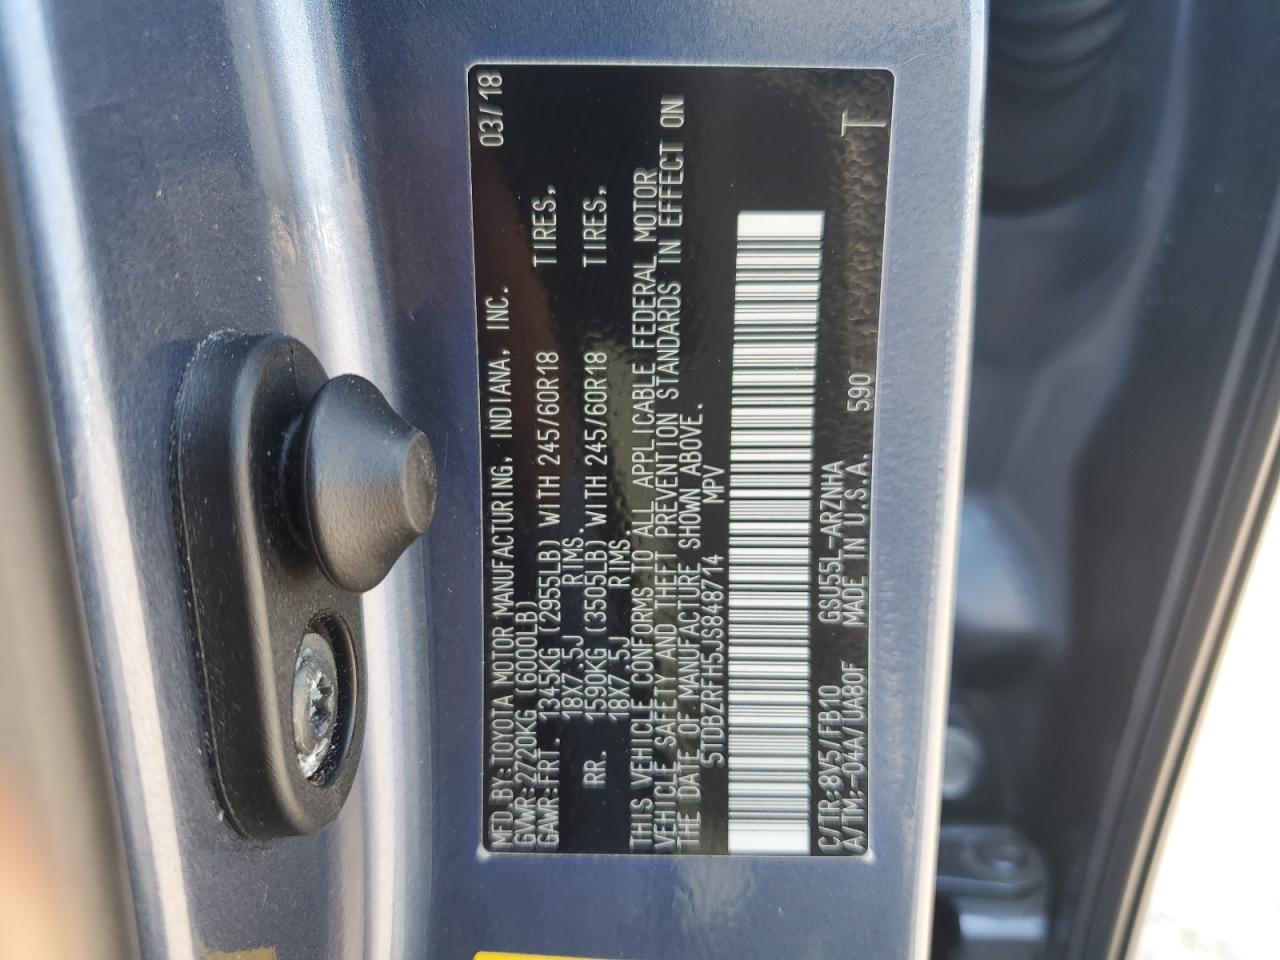 MFD BY: TOYOTA MOTOR MANUFACTURING, INDIANA, INC. 03/18
GVWR: 2720KG (6000LB)
GAWR: FRT. 1345KG (2955LB) WITH 245/60R18 TIRES,
18X7.5J RIMS.
RR. 1590KG (3505LB) WITH 245/60R18 TIRES,
18X7.5J RIMS.
THIS VEHICLE CONFORMS TO ALL APPLICABLE FEDERAL MOTOR
VEHICLE SAFETY AND THEFT PREVENTION STANDARDS IN EFFECT ON
THE DATE OF MANUFACTURE SHOWN ABOVE.
5TDBZRFH5JS848714 MPV
C/TR: 8V5/FB10 GSU55L-ARZNHA
A/TM: -04A/UA80F MADE IN U.S.A. 590 T